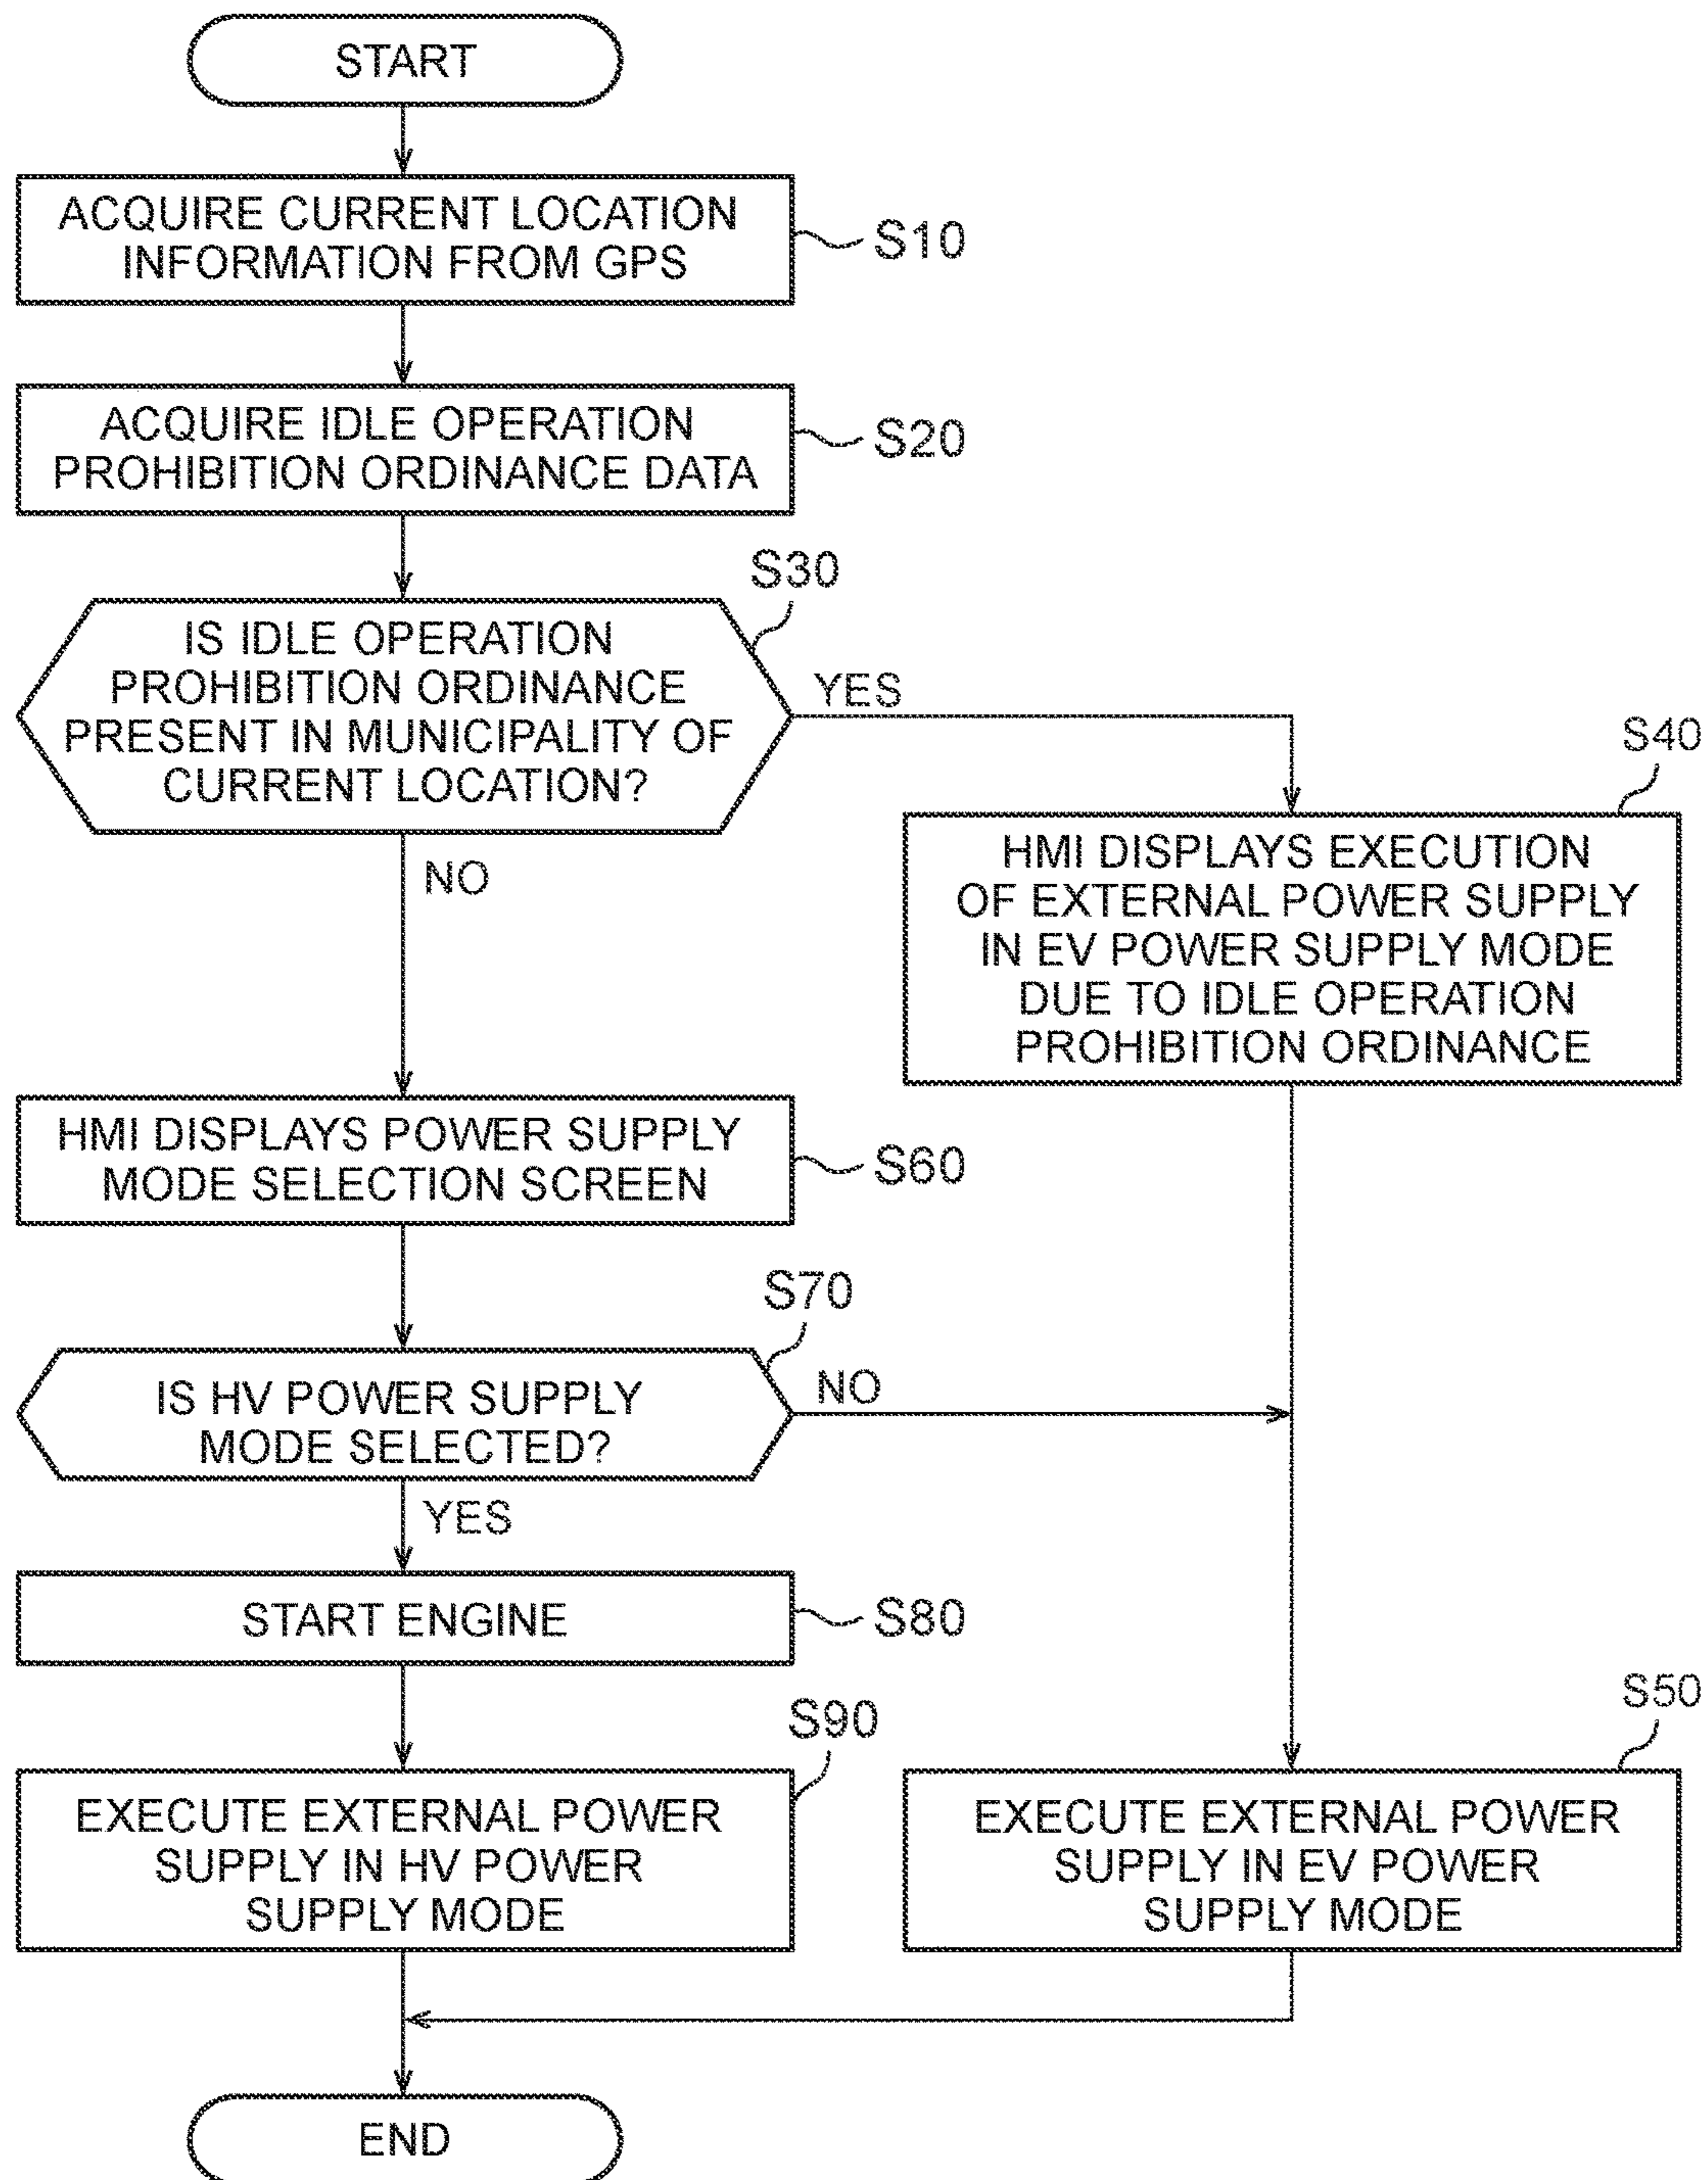 START
ACQUIRE CURRENT LOCATION
INFORMATION FROM GPS
S10
ACQUIRE IDLE OPERATION
PROHIBITION ORDINANCE DATA
S20
S30
IS IDLE OPERATION
PROHIBITION ORDINANCE
PRESENT IN MUNICIPALITY OF
CURRENT LOCATION?
YES
NO
S40
HMI DISPLAYS EXECUTION
OF EXTERNAL POWER SUPPLY
IN EV POWER SUPPLY MODE
DUE TO IDLE OPERATION
PROHIBITION ORDINANCE
HMI DISPLAYS POWER SUPPLY
MODE SELECTION SCREEN
S60
S70
IS HV POWER SUPPLY
MODE SELECTED?
NO
YES
START ENGINE
S80
S90
EXECUTE EXTERNAL POWER
SUPPLY IN HV POWER
SUPPLY MODE
S50
EXECUTE EXTERNAL POWER
SUPPLY IN EV POWER
SUPPLY MODE
END